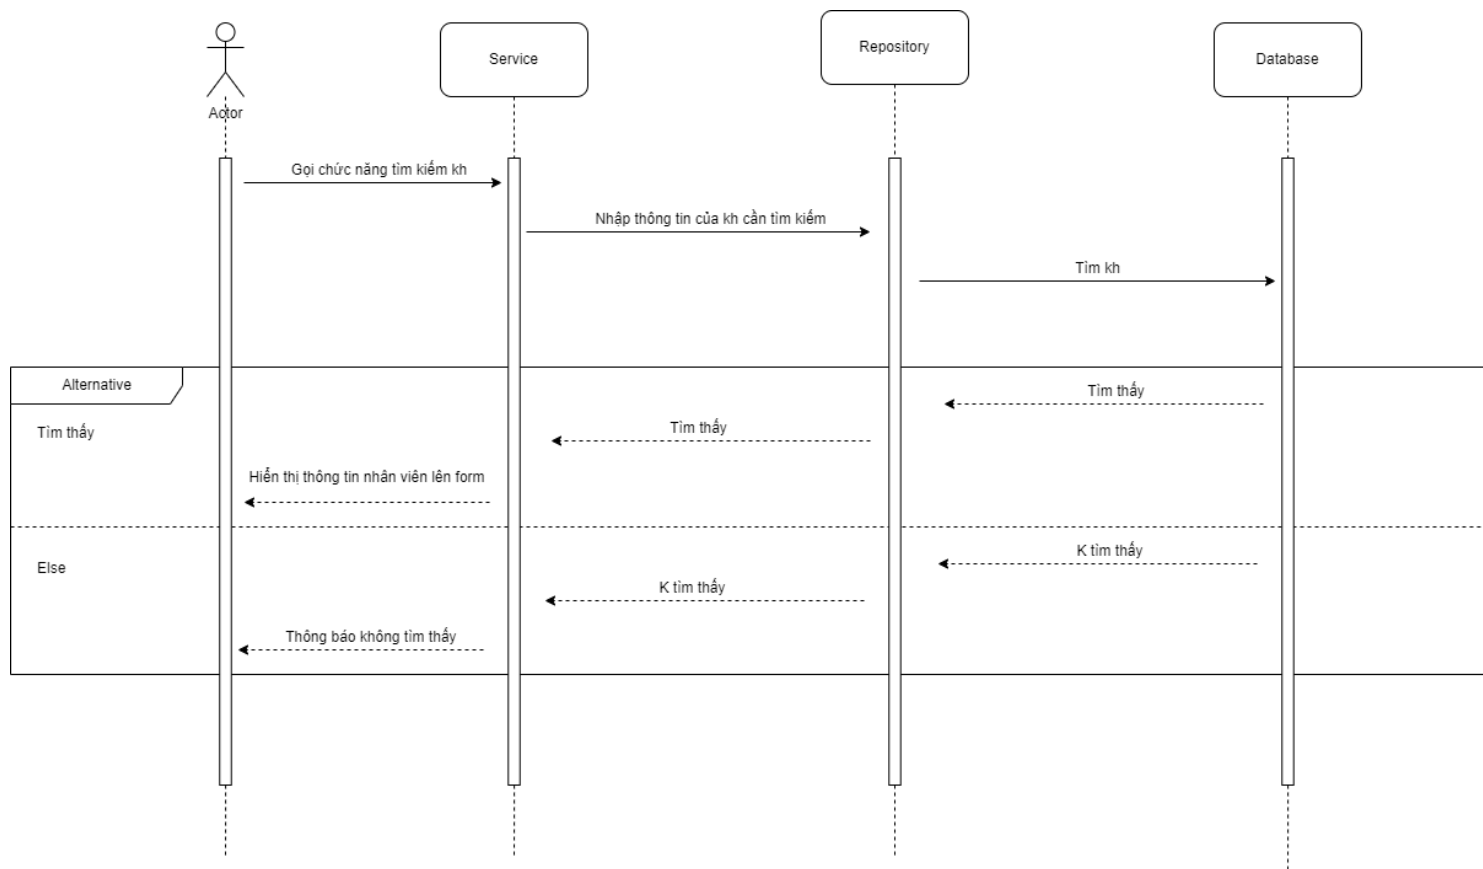 Actor
Service
Repository
Database
Gọi chức năng tìm kiếm kh
Nhập thông tin của kh cần tìm kiếm
Tìm kh
Alternative
Tìm thấy
Tìm thấy
Tìm thấy
Hiển thị thông tin nhân viên lên form
Else
K tìm thấy
K tìm thấy
Thông báo không tìm thấy